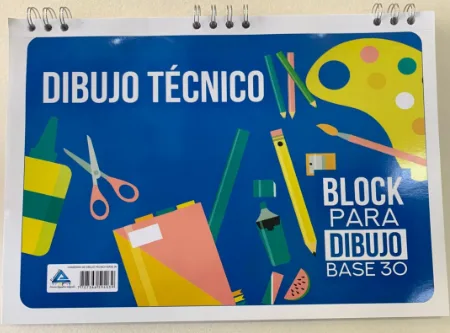 DIBUJO TÉCNICO
BLOCK
PARA
DIBUJO
BASE 30